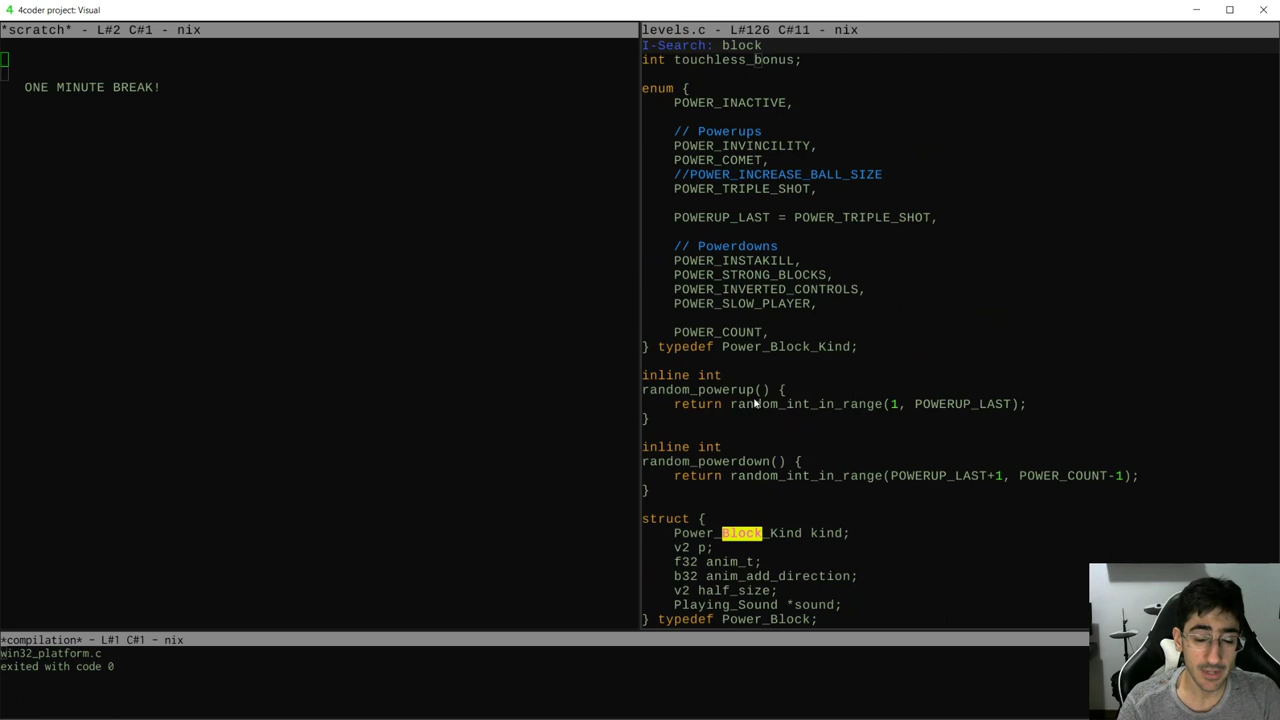 4coder project: Visual
*scratch* - L#2 C#1 - nix
ONE MINUTE BREAK!
levels.c - L#126 C#11 - nix
I-Search: block
int touchless_bonus;
enum {
POWER_INACTIVE,
// Powerups
POWER_INVINCILITY,
POWER_COMET,
//POWER_INCREASE_BALL_SIZE
POWER_TRIPLE_SHOT,
POWERUP_LAST = POWER_TRIPLE_SHOT,
// Powerdowns
POWER_INSTAKILL,
POWER_STRONG_BLOCKS,
POWER_INVERTED_CONTROLS,
POWER_SLOW_PLAYER,
POWER_COUNT,
} typedef Power_Block_Kind;
inline int
random_powerup() {
return random_int_in_range(1, POWERUP_LAST);
}
inline int
random_powerdown() {
return random_int_in_range(POWERUP_LAST+1, POWER_COUNT-1);
}
struct {
Power_Block_Kind kind;
v2 p;
f32 anim_t;
b32 anim_add_direction;
v2 half_size;
Playing_Sound *sound;
} typedef Power_Block;
*compilation* - L#1 C#1 - nix
win32_platform.c
exited with code 0